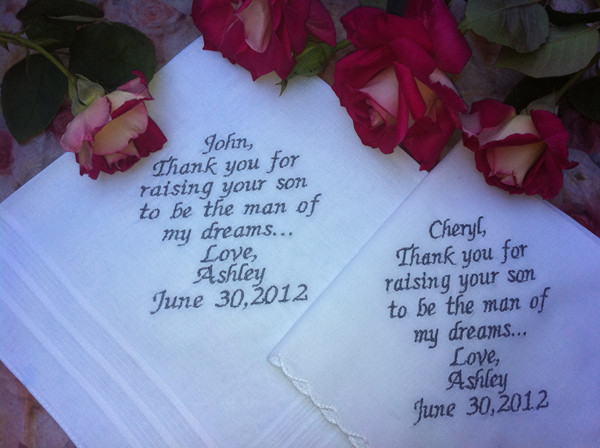 John,
Thank you for
raising your son
to be the man of
my dreams...
Love,
Ashley
June 30,2012
Cheryl,
Thank you for
raising your son
to be the man of
my dreams...
Love,
Ashley
June 30,2012